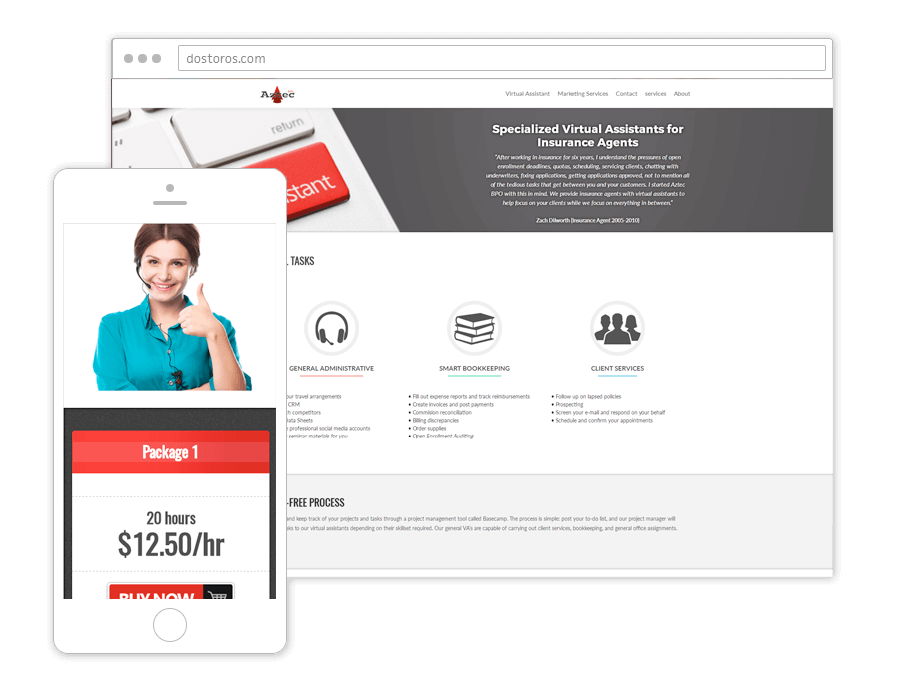 dostoros.com
Aztec
Virtual Assistant Marketing Services Contact services About
return
stant
Specialized Virtual Assistants for
Insurance Agents
"After working in insurance for six years, I understand the pressures of open
enrollment deadlines, quotas, scheduling, servicing clients, chatting with
underwriters, fixing applications, getting applications approved, not to mention all
of the tedious tasks that get between you and your customers. I started Aztec
BPO with this in mind. We provide insurance agents with virtual assistants to
help focus on your clients while we focus on everything in between."
Zach Dilworth (Insurance Agent 2005-2010)
L TASKS
GENERAL ADMINISTRATIVE
our travel arrangements
CRM
h competitors
Data Sheets
professional social media accounts
seminar materials for you
SMART BOOKKEEPING
• Fill out expense reports and track reimbursements
• Create invoices and post payments
• Commision reconciliation
• Billing discrepancies
• Order supplies
• Open Enrollment Auditing
CLIENT SERVICES
• Follow up on lapsed policies
• Prospecting
• Screen your e-mail and respond on your behalf
• Schedule and confirm your appointments
-FREE PROCESS
and keep track of your projects and tasks through a project management tool called Basecamp. The process is simple: post your to-do list, and our project manager will
sks to our virtual assistants depending on their skillset required. Our general VA's are capable of carrying out client services, bookkeeping, and general office assignments.
Package 1
20 hours
$12.50/hr
BUY NOW